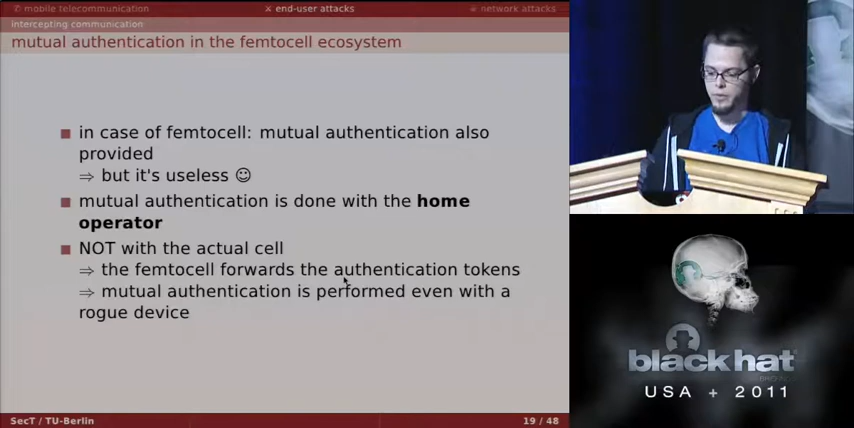 mobile telecommunication
end-user attacks
network attacks
intercepting communication
mutual authentication in the femtocell ecosystem
in case of femtocell: mutual authentication also
provided
⇒ but it's useless ☺
mutual authentication is done with the home
operator
NOT with the actual cell
⇒ the femtocell forwards the authentication tokens
⇒ mutual authentication is performed even with a
rogue device
SecT / TU-Berlin
19 / 48
black hat®
USA + 2011